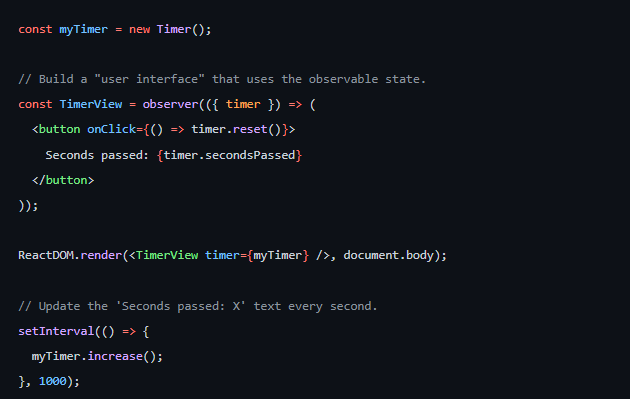 const myTimer = new Timer();
// Build a "user interface" that uses the observable state.
const TimerView = observer(({ timer }) => (
<button onClick={() => timer.reset()}>
Seconds passed: {timer.secondsPassed}
</button>
));
ReactDOM.render(<TimerView timer={myTimer} />, document.body);
// Update the 'Seconds passed: X' text every second.
setInterval(() => {
myTimer.increase();
}, 1000);